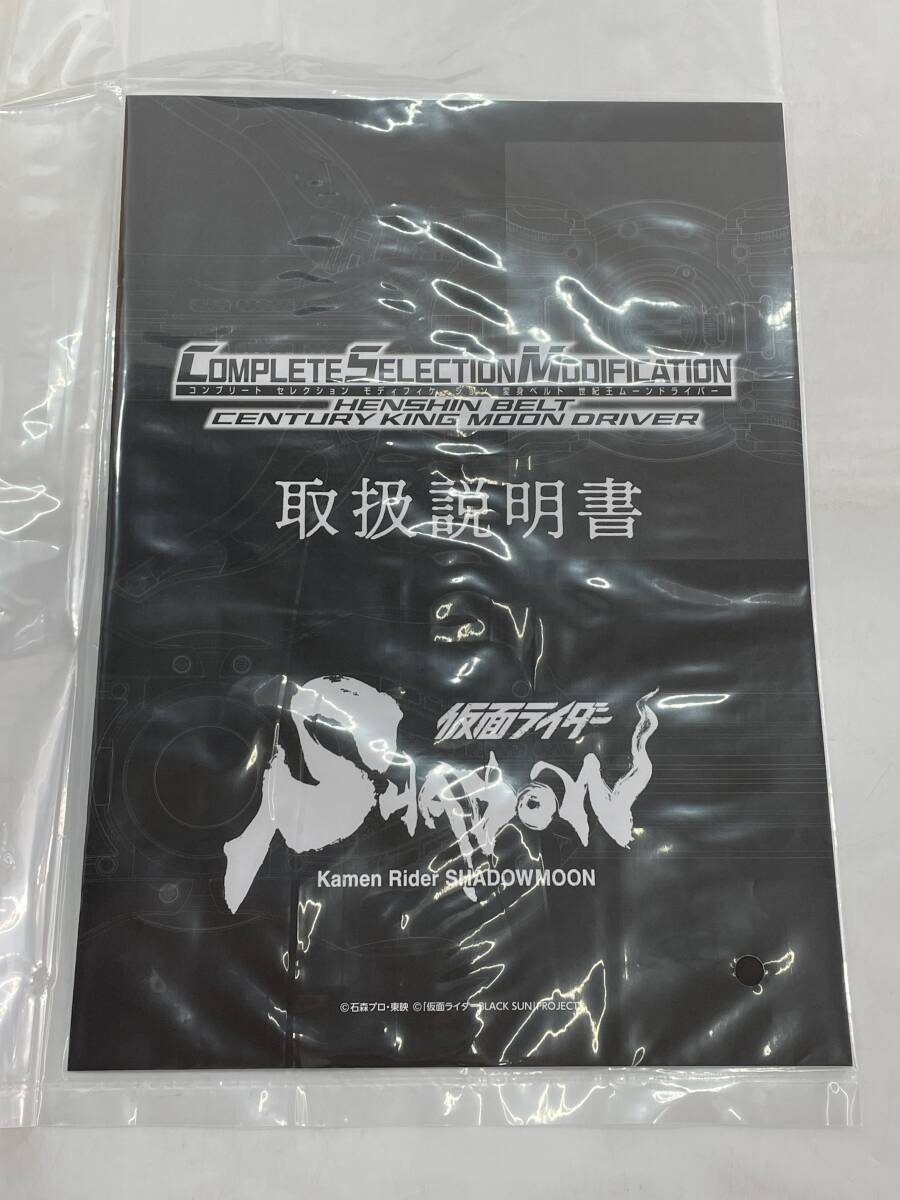 COMPLETE SELECTION MODIFICATION
コンプリート セレクション モディフィケーション 変身ベルト 世紀王ムーンドライバー
HENSHIN BELT
CENTURY KING MOON DRIVER
取扱説明書
仮面ライダー
Kamen Rider SHADOWMOON
©石森プロ・東映 ©「仮面ライダーBLACK SUN」PROJECT